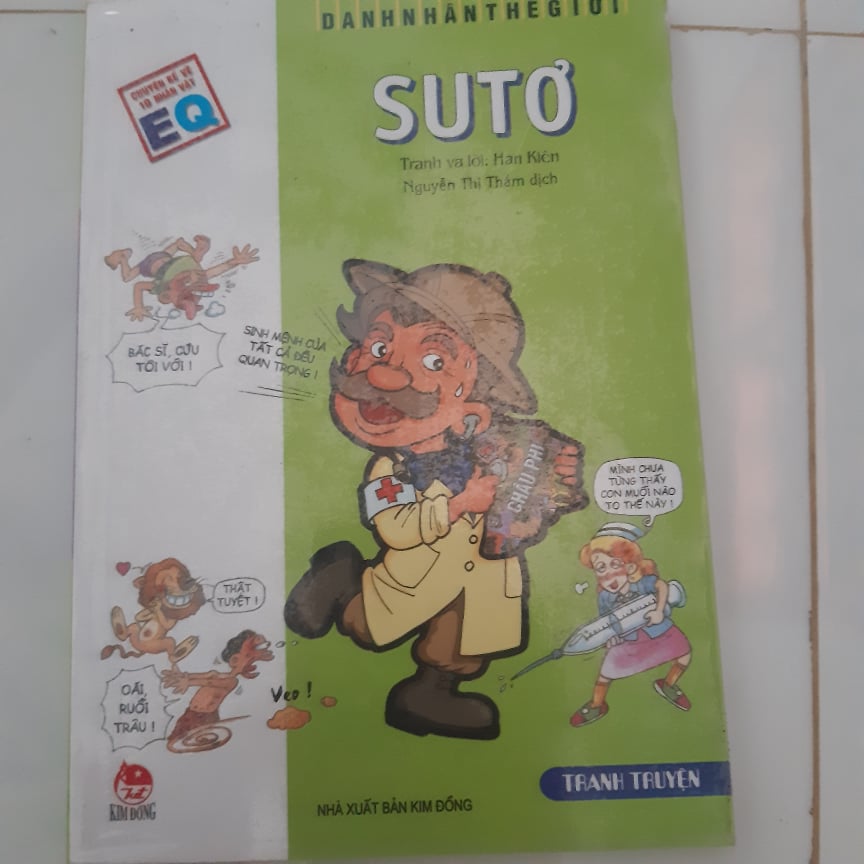 DANH NHÂN THẾ GIỚI
CHUYỆN KỂ VỀ
10 NHÂN VẬT
EQ
SUTƠ
Tranh và lời: Han Kiên
Nguyễn Thị Thắm dịch
BÁC SĨ, CỨU
TÔI VỚI !
SINH MỆNH CỦA
TẤT CẢ ĐỀU
QUAN TRỌNG !
CHÂU PHI
MÌNH CHƯA
TỪNG THẤY
CON MUỖI NÀO
TO THẾ NÀY !
THẬT
TUYỆT !
OÁI,
RUỒI
TRÂU !
Veo !
TRANH TRUYỆN
KIM ĐỒNG
NHÀ XUẤT BẢN KIM ĐỒNG